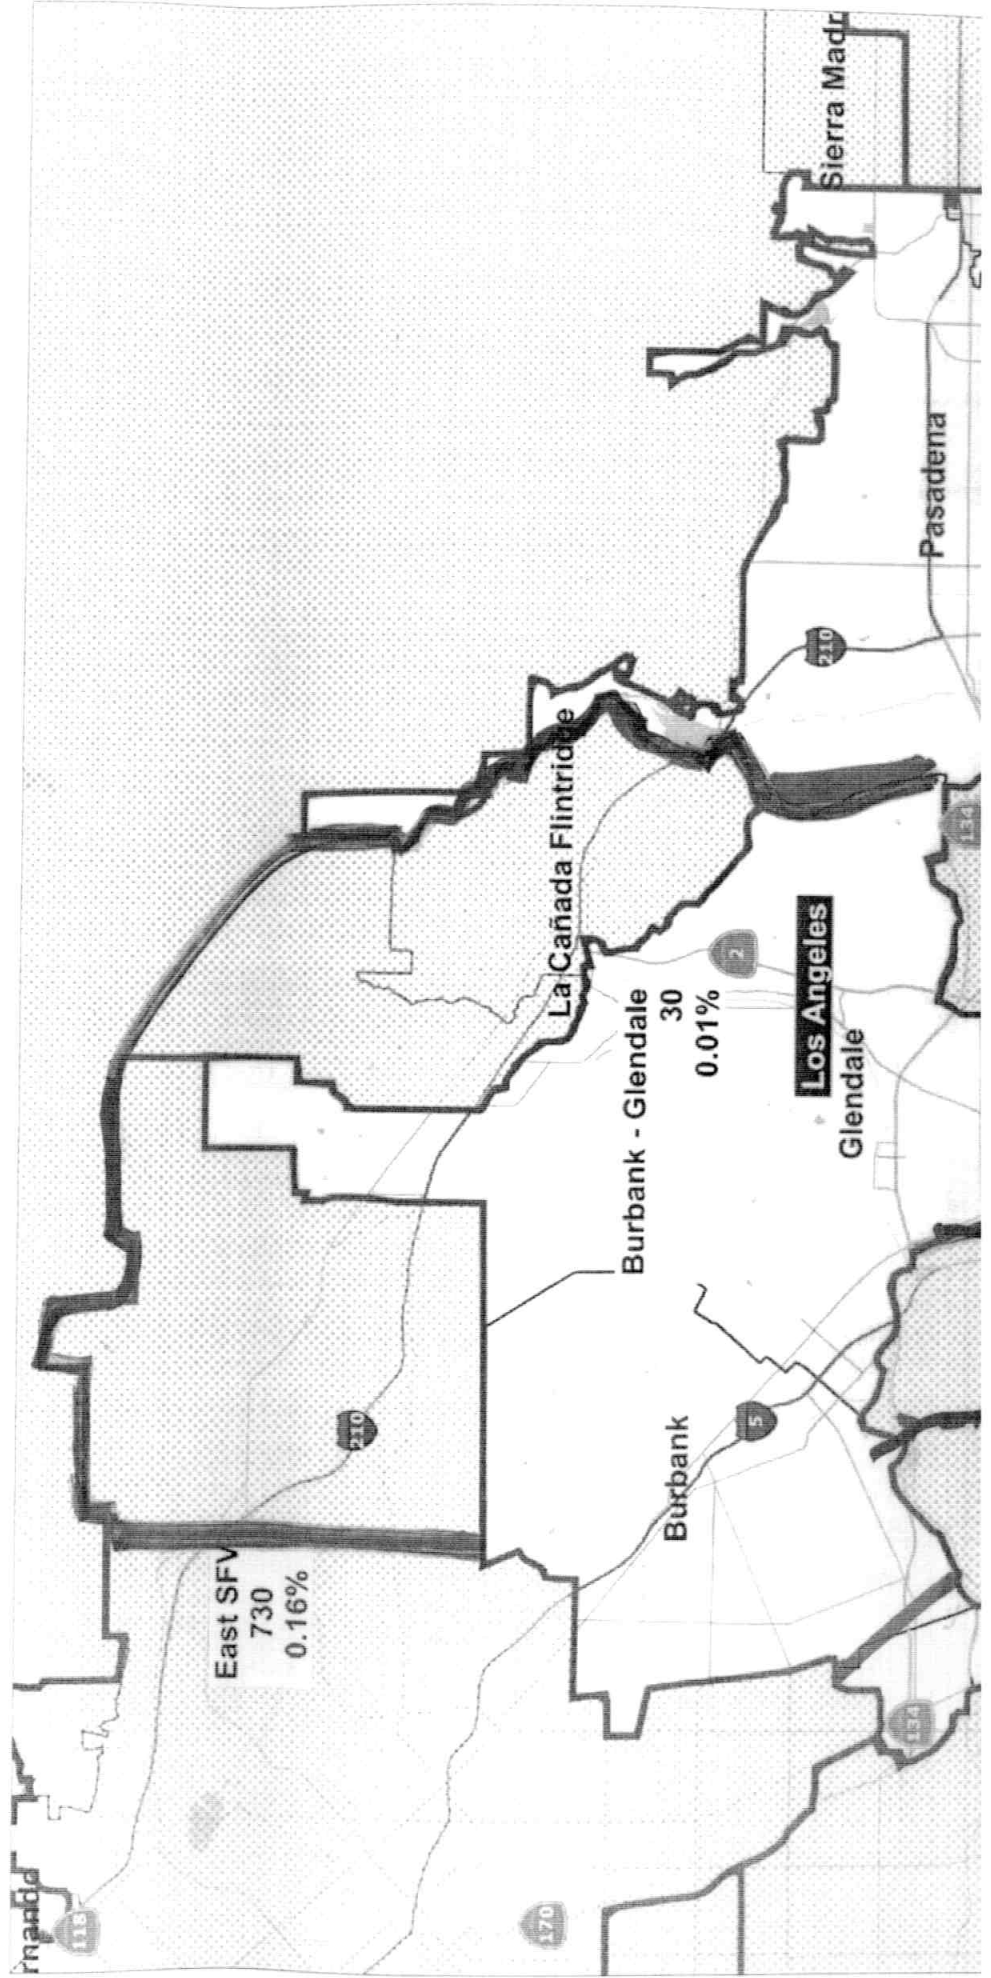 rnando
118
East SFV
730
0.16%
210
170
La Cañada Flintridge
Burbank - Glendale
30
0.01%
Burbank
5
134
2
Los Angeles
Glendale
134
210
Pasadena
Sierra Madr